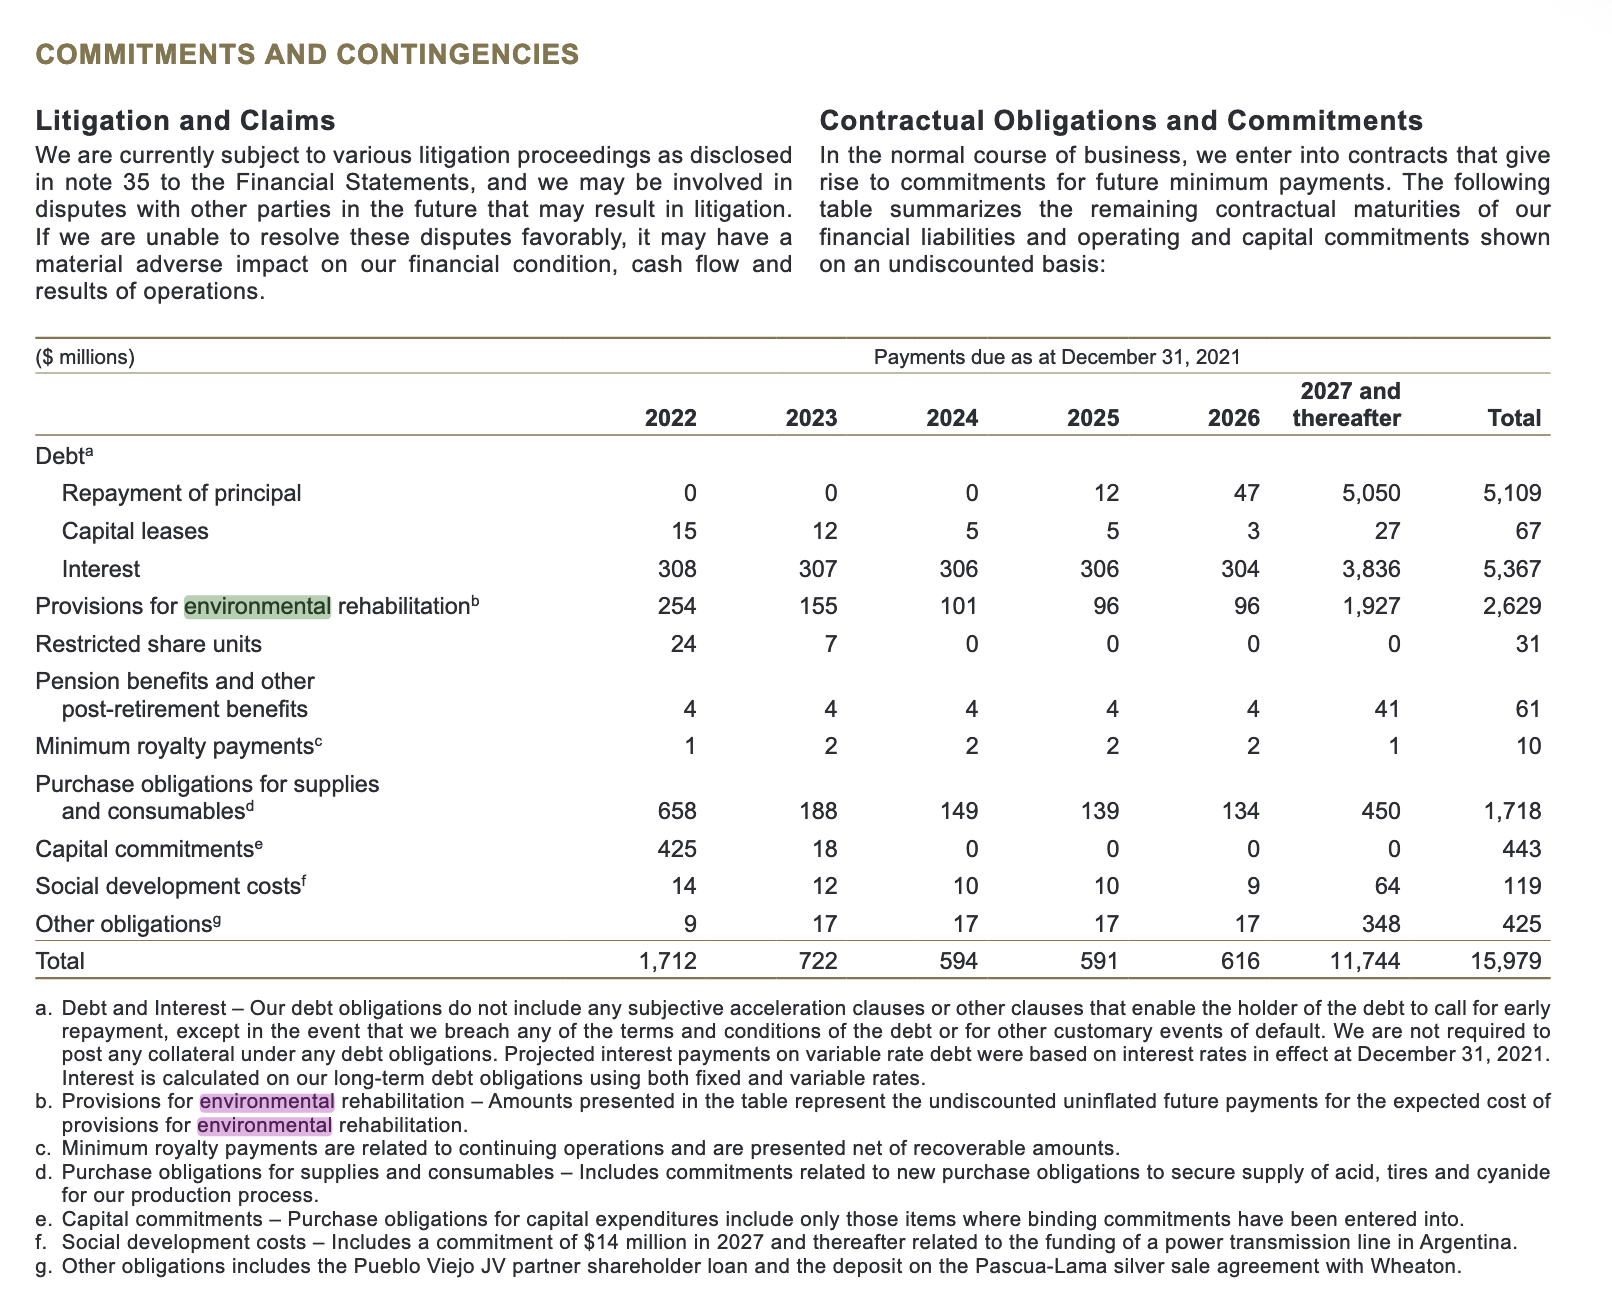 COMMITMENTS AND CONTINGENCIES
Litigation and Claims
We are currently subject to various litigation proceedings as disclosed
in note 35 to the Financial Statements, and we may be involved in
disputes with other parties in the future that may result in litigation.
If we are unable to resolve these disputes favorably, it may have a
material adverse impact on our financial condition, cash flow and
results of operations.
Contractual Obligations and Commitments
In the normal course of business, we enter into contracts that give
rise to commitments for future minimum payments. The following
table summarizes the remaining contractual maturities of our
financial liabilities and operating and capital commitments shown
on an undiscounted basis:
($ millions) Payments due as at December 31, 2021
2027 and
2022 2023 2024 2025 2026 thereafter Total
Debtᵃ
Repayment of principal 0 0 0 12 47 5,050 5,109
Capital leases 15 12 5 5 3 27 67
Interest 308 307 306 306 304 3,836 5,367
Provisions for environmental rehabilitationᵇ 254 155 101 96 96 1,927 2,629
Restricted share units 24 7 0 0 0 0 31
Pension benefits and other
post-retirement benefits 4 4 4 4 4 41 61
Minimum royalty paymentsᶜ 1 2 2 2 2 1 10
Purchase obligations for supplies
and consumablesᵈ 658 188 149 139 134 450 1,718
Capital commitmentsᵉ 425 18 0 0 0 0 443
Social development costsᶠ 14 12 10 10 9 64 119
Other obligationsᵍ 9 17 17 17 17 348 425
Total 1,712 722 594 591 616 11,744 15,979
a. Debt and Interest – Our debt obligations do not include any subjective acceleration clauses or other clauses that enable the holder of the debt to call for early
repayment, except in the event that we breach any of the terms and conditions of the debt or for other customary events of default. We are not required to
post any collateral under any debt obligations. Projected interest payments on variable rate debt were based on interest rates in effect at December 31, 2021.
Interest is calculated on our long-term debt obligations using both fixed and variable rates.
b. Provisions for environmental rehabilitation – Amounts presented in the table represent the undiscounted uninflated future payments for the expected cost of
provisions for environmental rehabilitation.
c. Minimum royalty payments are related to continuing operations and are presented net of recoverable amounts.
d. Purchase obligations for supplies and consumables – Includes commitments related to new purchase obligations to secure supply of acid, tires and cyanide
for our production process.
e. Capital commitments – Purchase obligations for capital expenditures include only those items where binding commitments have been entered into.
f. Social development costs – Includes a commitment of $14 million in 2027 and thereafter related to the funding of a power transmission line in Argentina.
g. Other obligations includes the Pueblo Viejo JV partner shareholder loan and the deposit on the Pascua-Lama silver sale agreement with Wheaton.